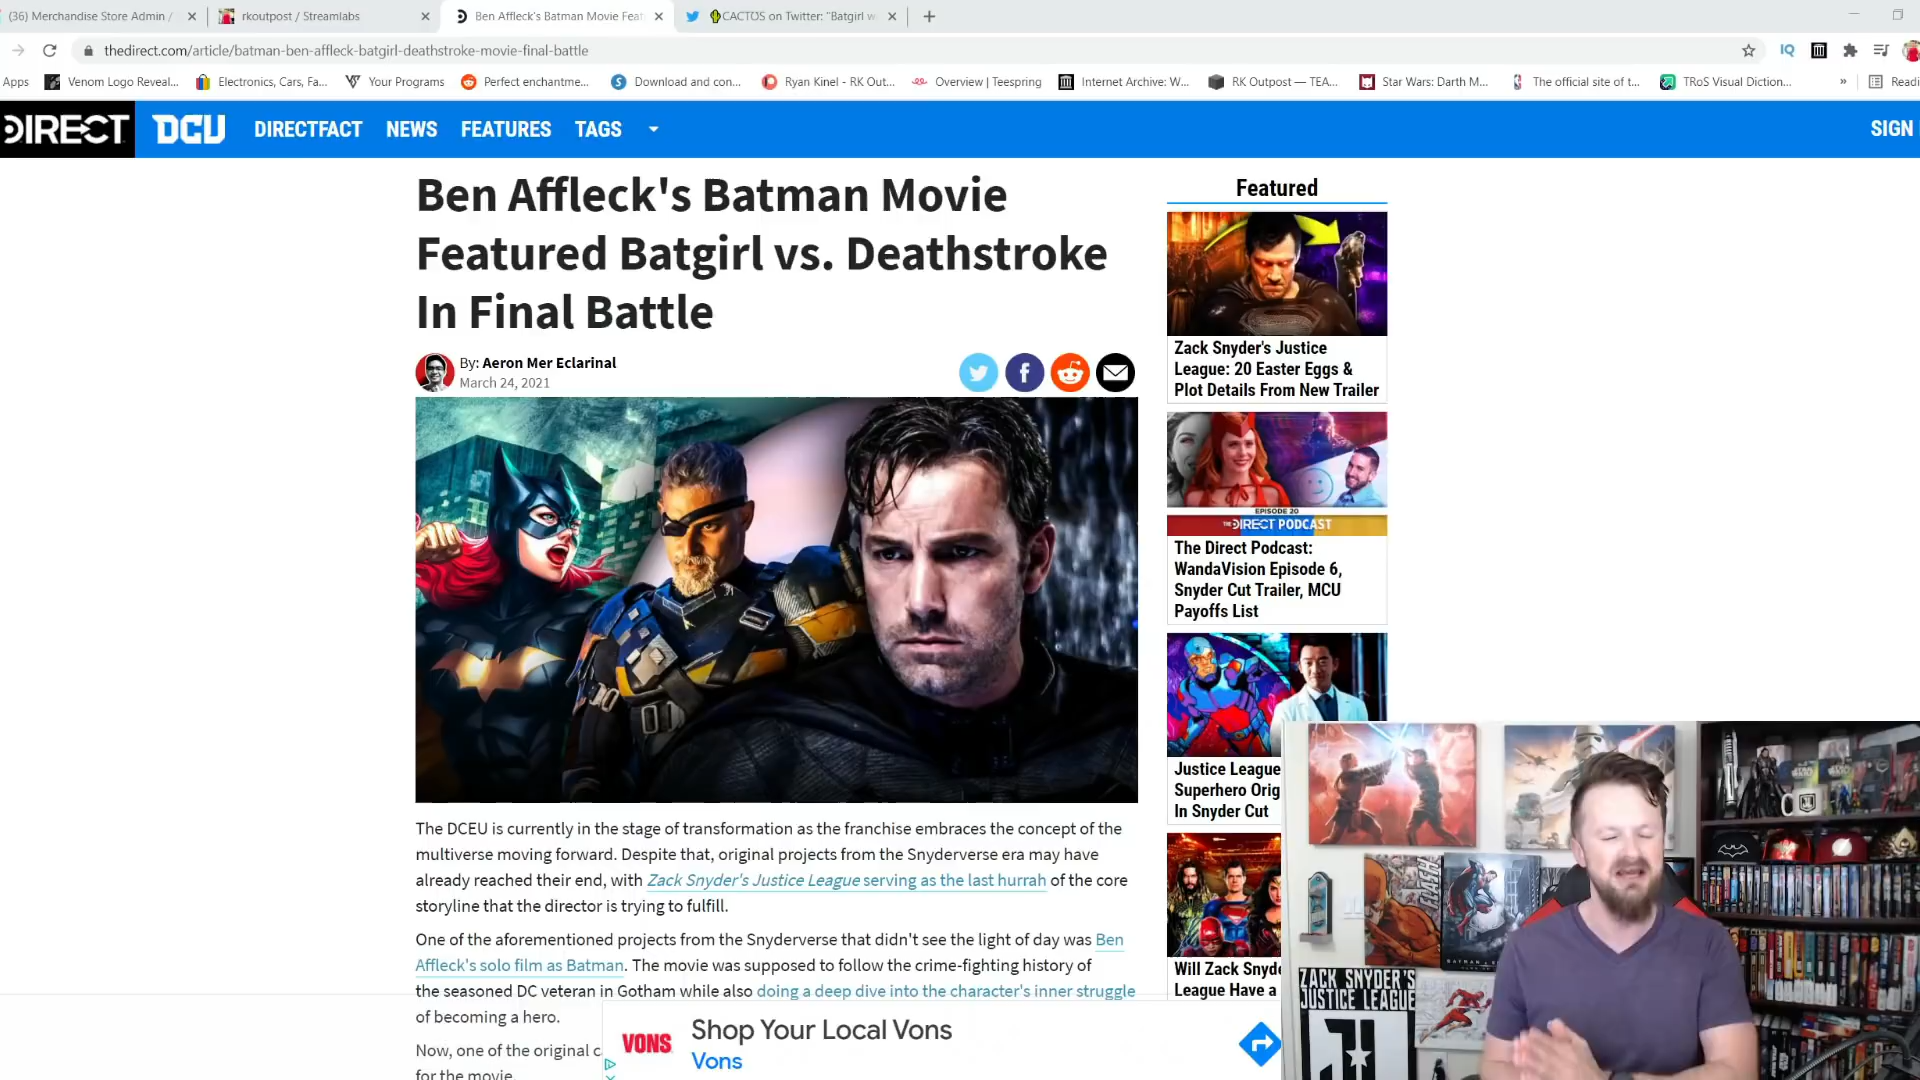 (36) Merchandise Store Admin /
rkoutpost / Streamlabs
Ben Affleck's Batman Movie Feat
CACTOS on Twitter: "Batgirl w
thedirect.com/article/batman-ben-affleck-batgirl-deathstroke-movie-final-battle
IQ
Apps
Venom Logo Reveal...
Electronics, Cars, Fa...
Your Programs
Perfect enchantme...
Download and con...
Ryan Kinel - RK Out...
Overview | Teespring
Internet Archive: W...
RK Outpost — TEA...
Star Wars: Darth M...
The official site of t...
TRoS Visual Diction...
»
Readi
DIRECT
DCU
DIRECTFACT
NEWS
FEATURES
TAGS
SIGN
Ben Affleck's Batman Movie
Featured Batgirl vs. Deathstroke
In Final Battle
By: Aeron Mer Eclarinal
March 24, 2021
The DCEU is currently in the stage of transformation as the franchise embraces the concept of the
multiverse moving forward. Despite that, original projects from the Snyderverse era may have
already reached their end, with Zack Snyder's Justice League serving as the last hurrah of the core
storyline that the director is trying to fulfill.
One of the aforementioned projects from the Snyderverse that didn't see the light of day was Ben
Affleck's solo film as Batman. The movie was supposed to follow the crime-fighting history of
the seasoned DC veteran in Gotham while also doing a deep dive into the character's inner struggle
of becoming a hero.
Now, one of the original c
for the movie.
Featured
Zack Snyder's Justice
League: 20 Easter Eggs &
Plot Details From New Trailer
EPISODE 20
THE DIRECT PODCAST
The Direct Podcast:
WandaVision Episode 6,
Snyder Cut Trailer, MCU
Payoffs List
Justice League
Superhero Orig
In Snyder Cut
Will Zack Snyde
League Have a
VONS
Shop Your Local Vons
Vons
FLASH
ZACK SNYDER'S
JUSTICE LEAGUE